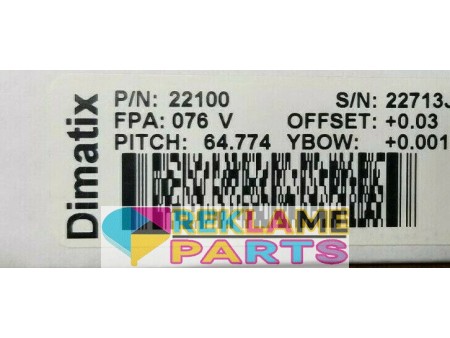 Dimatix
P/N: 22100 S/N: 22713J
FPA: 076 V OFFSET: +0.03
PITCH: 64.774 YBOW: +0.001
REKLAME
PARTS